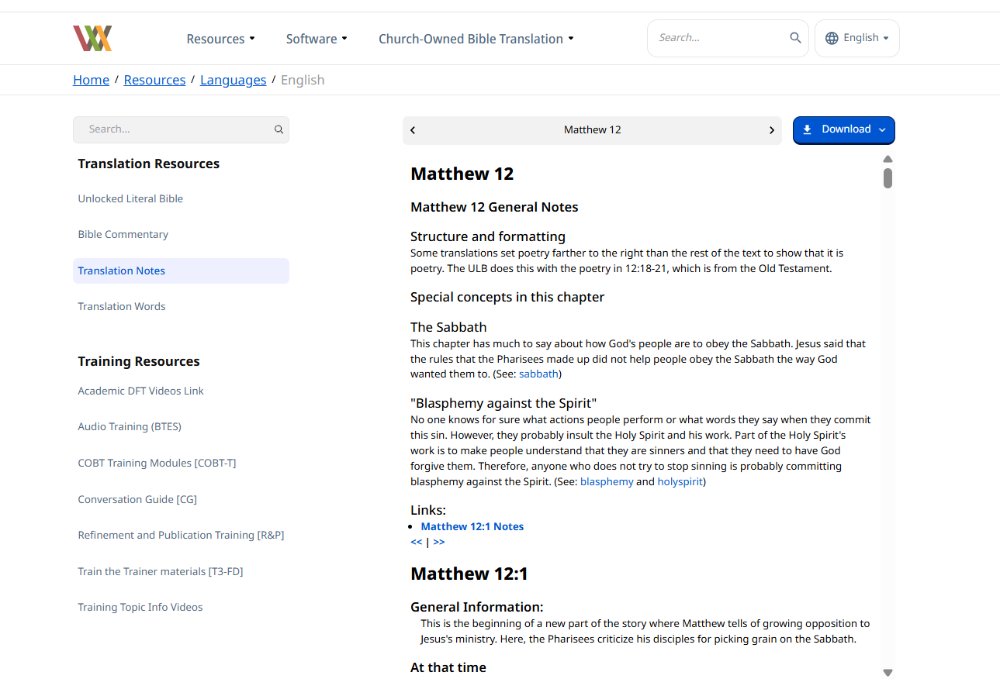 Resources
Software
Church-Owned Bible Translation
Search...
English
Home / Resources / Languages / English
Search...
Matthew 12
Download
Translation Resources
Unlocked Literal Bible
Bible Commentary
Translation Notes
Translation Words
Training Resources
Academic DFT Videos Link
Audio Training (BTES)
COBT Training Modules [COBT-T]
Conversation Guide [CG]
Refinement and Publication Training [R&P]
Train the Trainer materials [T3-FD]
Training Topic Info Videos
Matthew 12
Matthew 12 General Notes
Structure and formatting
Some translations set poetry farther to the right than the rest of the text to show that it is
poetry. The ULB does this with the poetry in 12:18-21, which is from the Old Testament.
Special concepts in this chapter
The Sabbath
This chapter has much to say about how God's people are to obey the Sabbath. Jesus said that
the rules that the Pharisees made up did not help people obey the Sabbath the way God
wanted them to. (See: sabbath)
"Blasphemy against the Spirit"
No one knows for sure what actions people perform or what words they say when they commit
this sin. However, they probably insult the Holy Spirit and his work. Part of the Holy Spirit's
work is to make people understand that they are sinners and that they need to have God
forgive them. Therefore, anyone who does not try to stop sinning is probably committing
blasphemy against the Spirit. (See: blasphemy and holyspirit)
Links:
• Matthew 12:1 Notes
<< | >>
Matthew 12:1
General Information:
This is the beginning of a new part of the story where Matthew tells of growing opposition to
Jesus's ministry. Here, the Pharisees criticize his disciples for picking grain on the Sabbath.
At that time